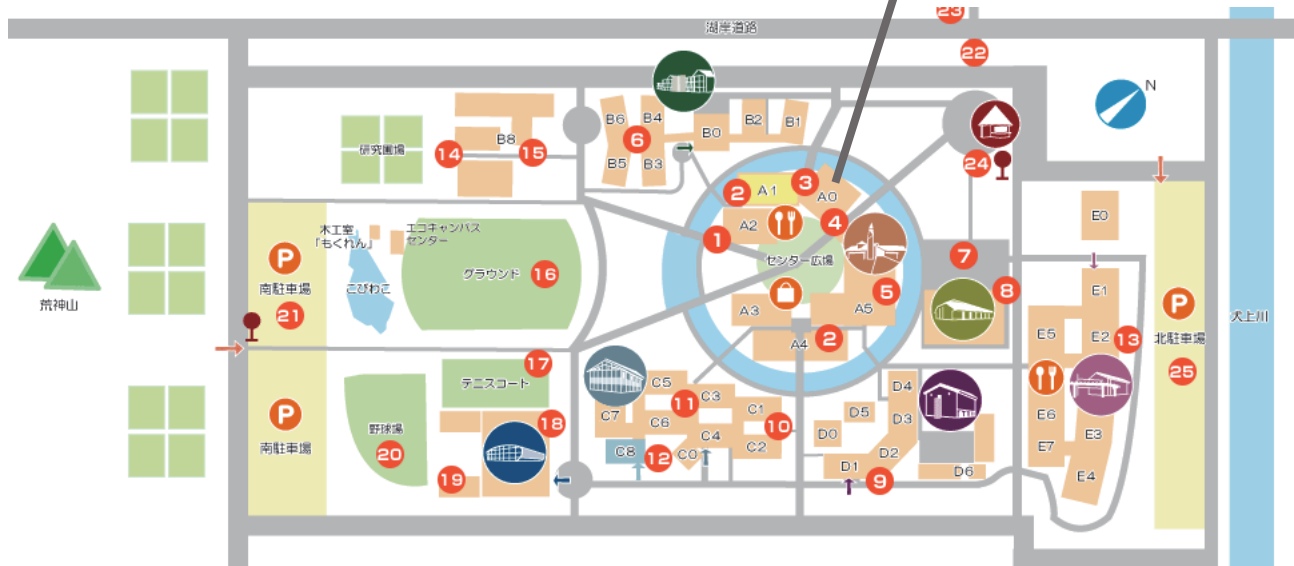 23
湖岸道路
22
N
B6
B4
B2
B1
B0
6
B8
14
15
研究圃場
B5
B3
24
2
A1
3
A0
E0
木工室
「もくれん」
エコキャンパス
センター
A2
4
1
P
南駐車場
21
こびわこ
グラウンド
16
センター広場
7
荒神山
5
8
E1
P
A3
A5
E5
E2
13
北駐車場
25
犬上川
A4
2
17
テニスコート
C5
C3
11
C7
C1
D4
P
南駐車場
野球場
20
18
C6
C4
10
D5
D3
E6
C8
12
C0
C2
D0
E7
E3
19
D1
D2
9
D6
E4